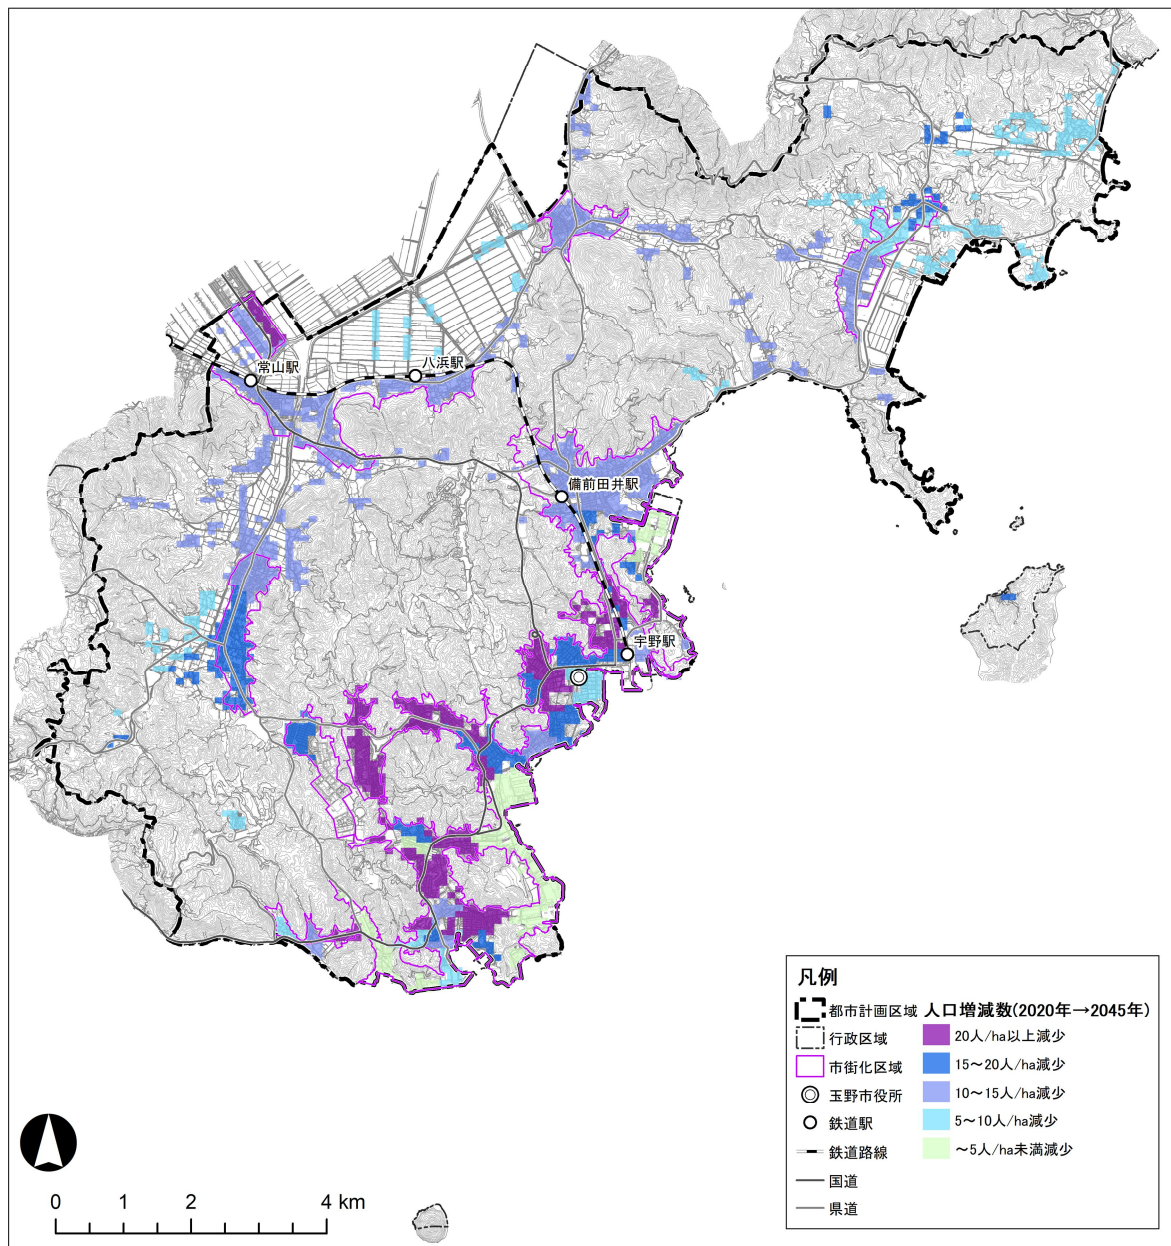 常山駅
八浜駅
備前田井駅
宇野駅
凡例
都市計画区域
行政区域
市街化区域
玉野市役所
鉄道駅
鉄道路線
国道
県道
人口増減数(2020年→2045年)
20人/ha以上減少
15～20人/ha減少
10～15人/ha減少
5～10人/ha減少
～5人/ha未満減少
0 1 2 4 km